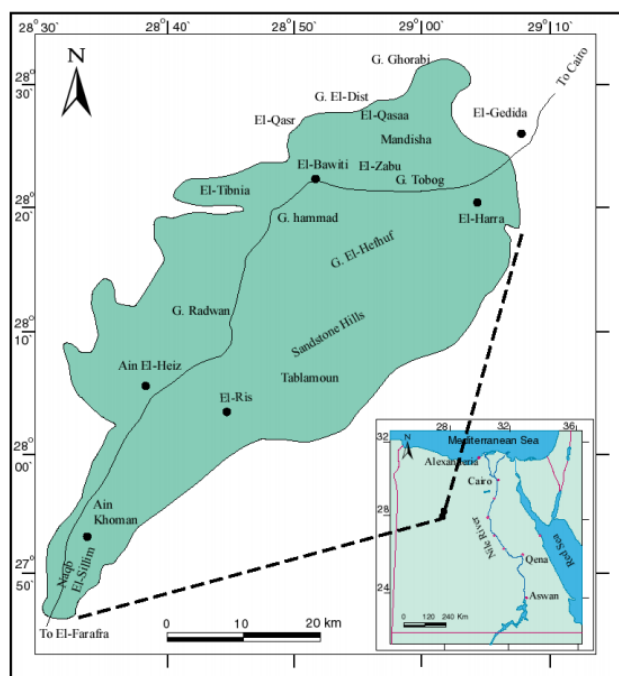 28 30'
28 40'
28 50'
29 00'
29 10'
N
G. Ghorabi
To Cairo
28°
30'
G. El-Dist
El-Gedida
El-Qasr
El-Qasaa
Mandisha
El-Bawiti
El-Zabu
G. Tobog
El-Tibnia
28°
20'
G. hammad
El-Harra
G. El-Hefhuf
G. Radwan
28°
10'
Sandstone Hills
Ain El-Heiz
Tablamoun
El-Ris
28°
00'
Ain
Khoman
Naqb
El-Sillim
27°
50'
To El-Farafra
0 10 20 km
28 32 36
32
N
Mediterranean Sea
Alexanderia
Cairo
28
Nile River
Red Sea
Qena
24
Aswan
0 120 240 Km